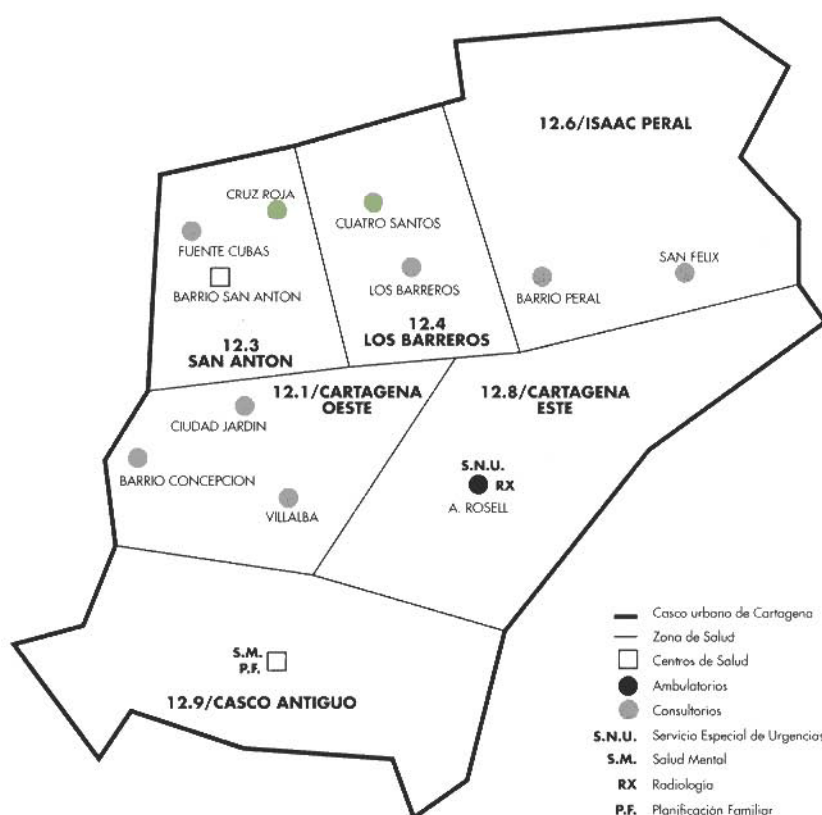 12.6/ISAAC PERAL
CRUZ ROJA
CUATRO SANTOS
FUENTE CUBAS
SAN FELIX
LOS BARREROS
BARRIO PERAL
BARRIO SAN ANTON
12.3
SAN ANTON
12.4
LOS BARREROS
12.1/CARTAGENA
OESTE
12.8/CARTAGENA
ESTE
CIUDAD JARDIN
BARRIO CONCEPCION
VILLALBA
S.N.U.
RX
A. ROSELL
S.M.
P.F.
12.9/CASCO ANTIGUO
Casco urbano de Cartagena
Zona de Salud
Centros de Salud
Ambulatorios
Consultorios
S.N.U. Servicio Especial de Urgencias
S.M. Salud Mental
RX Radiología
P.F. Planificación Familiar